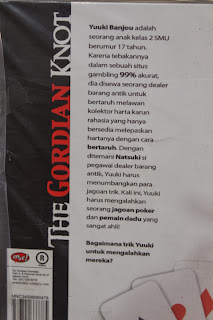 THE GORDIAN KNOT
Yuuki Banjou adalah
seorang anak kelas 2 SMU
berumur 17 tahun.
Karena tebakannya
dalam sebuah situs
gambling 99% akurat,
dia disewa seorang dealer
barang antik untuk
bertaruh melawan
kolektor harta karun
rahasia yang hanya
bersedia melepaskan
hartanya dengan cara
bertaruh. Dengan
ditemani Natsuki si
pegawai dealer barang
antik, Yuuki harus
menumbangkan para
jagoan trik. Kali ini, Yuuki
harus mengalahkan
seorang jagoan poker
dan pemain dadu yang
sangat ahli!
Bagaimana trik Yuuki
untuk mengalahkan
mereka?
m&c!
R